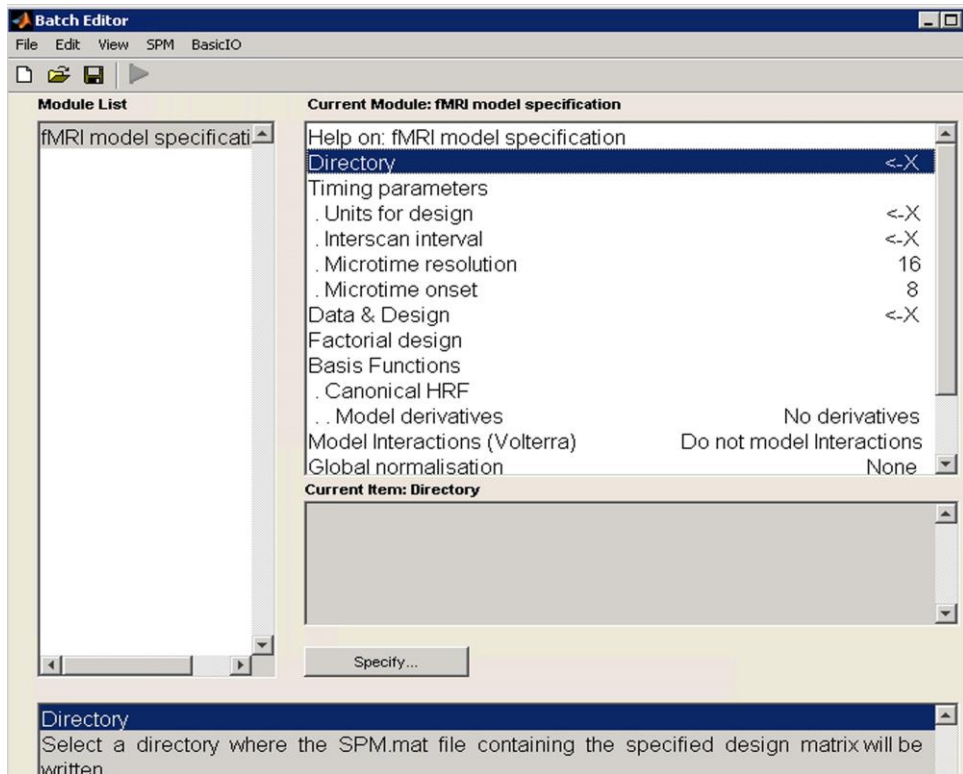 Batch Editor
File Edit View SPM BasicIO
Module List
fMRI model specificati
Current Module: fMRI model specification
Help on: fMRI model specification
Directory <-X
Timing parameters
. Units for design <-X
. Interscan interval <-X
. Microtime resolution 16
. Microtime onset 8
Data & Design <-X
Factorial design
Basis Functions
. Canonical HRF
. . Model derivatives No derivatives
Model Interactions (Volterra) Do not model Interactions
Global normalisation None
Current Item: Directory
Specify...
Directory
Select a directory where the SPM.mat file containing the specified design matrix will be
written